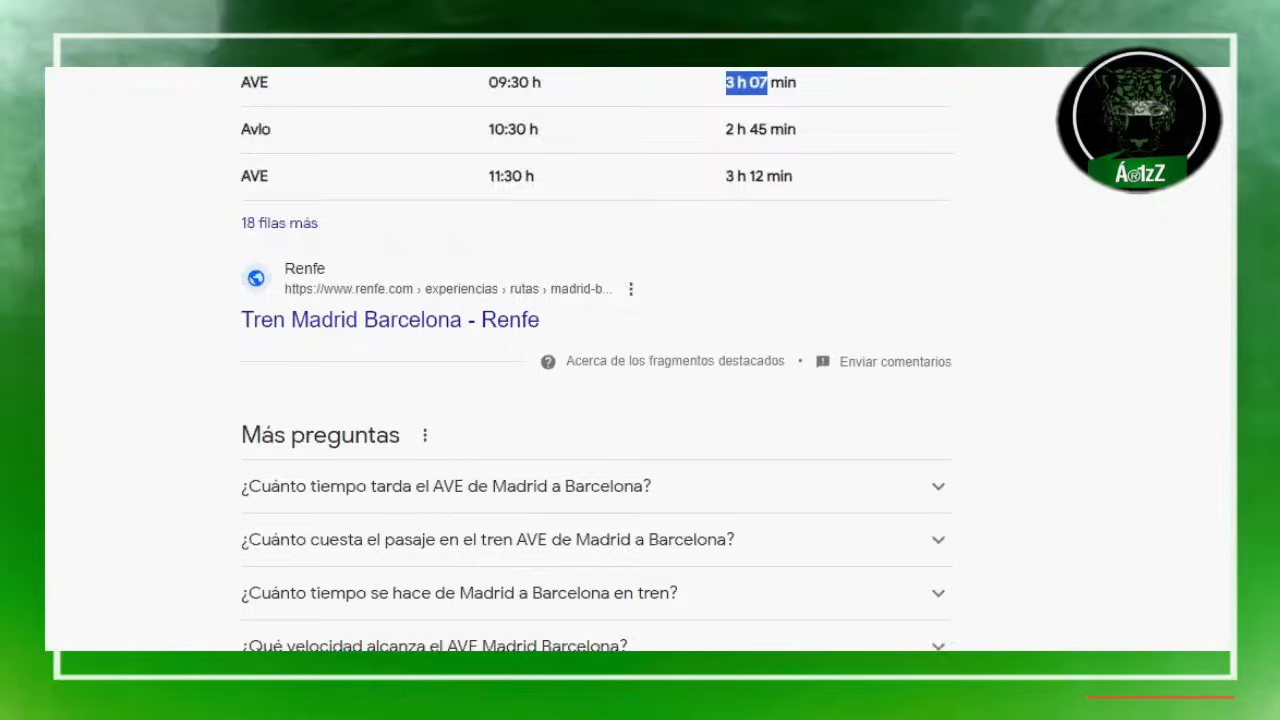 AVE 09:30 h 3 h 07 min
Avlo 10:30 h 2 h 45 min
AVE 11:30 h 3 h 12 min
18 filas más
Renfe
https://www.renfe.com › experiencias › rutas › madrid-b...
Tren Madrid Barcelona - Renfe
Acerca de los fragmentos destacados • Enviar comentarios
Más preguntas
¿Cuánto tiempo tarda el AVE de Madrid a Barcelona?
¿Cuánto cuesta el pasaje en el tren AVE de Madrid a Barcelona?
¿Cuánto tiempo se hace de Madrid a Barcelona en tren?
¿Qué velocidad alcanza el AVE Madrid Barcelona?
Á®1zZ